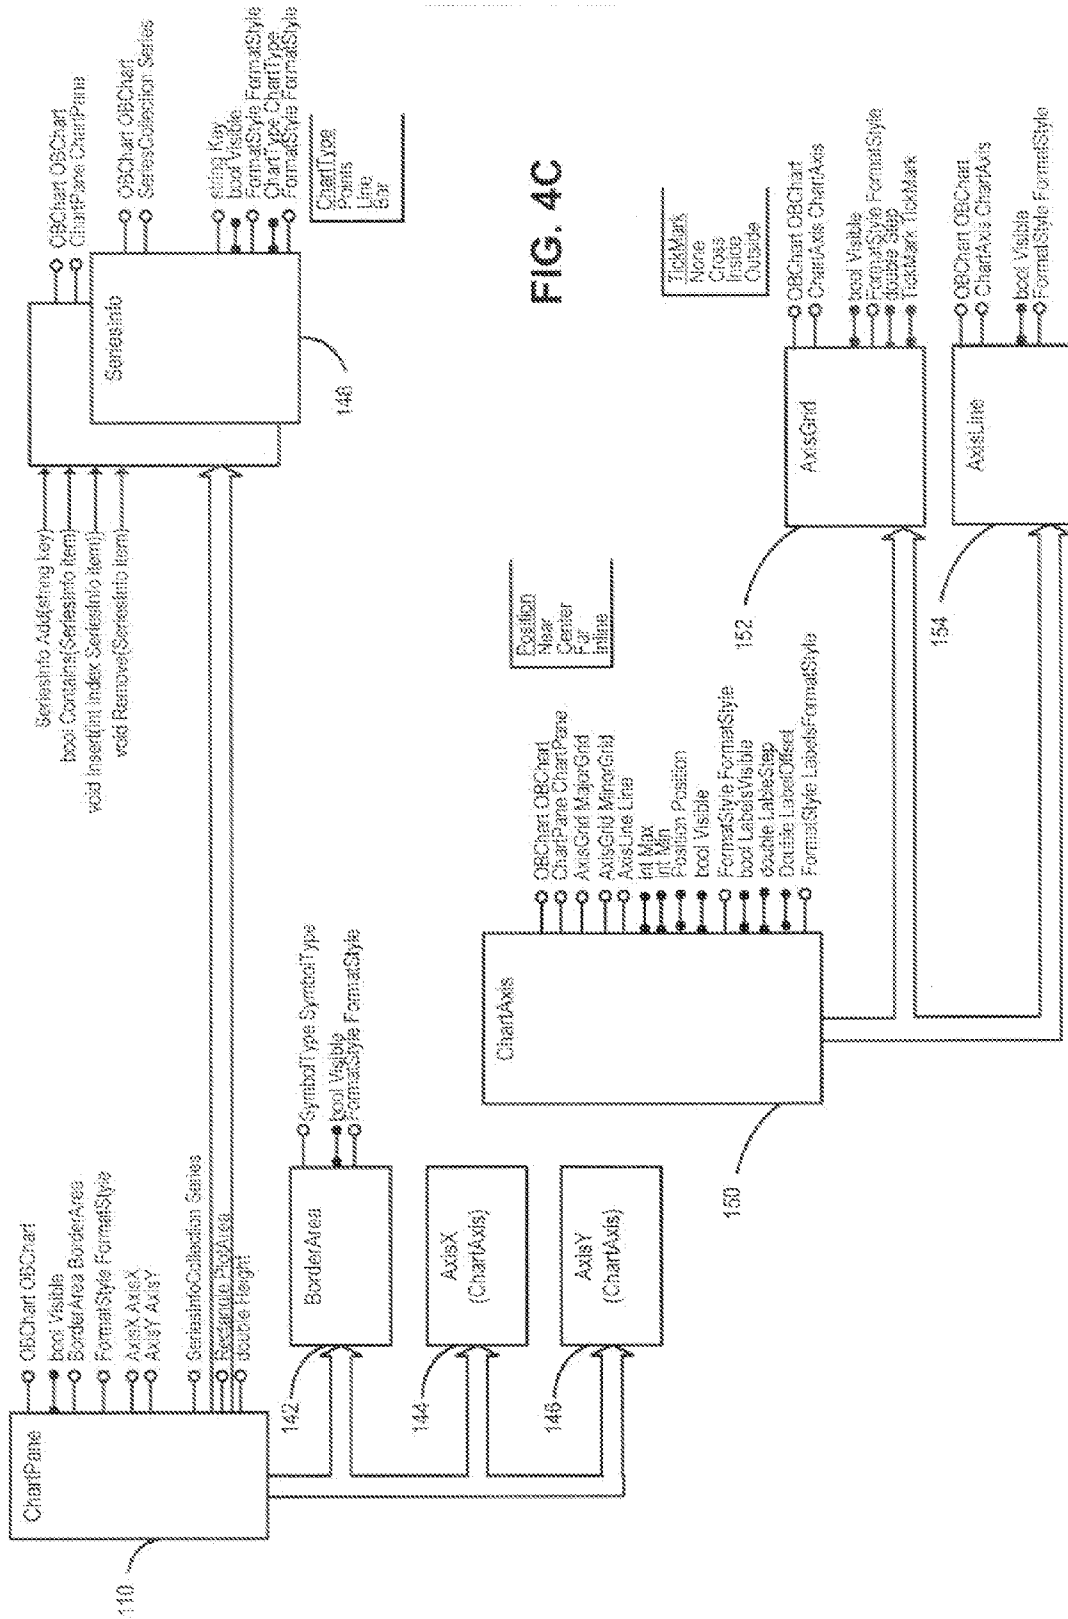 ChartPane
OBChart OBChart
bool Visible
BorderArea BorderArea
FormatStyle FormatStyle
AxisX AxisX
AxisY AxisY
SeriesInfoCollection Series
Rectangle PlotArea
double Height
110
SeriesInfo Add(string key)
bool Contains(SeriesInfo item)
void Insert(int index SeriesInfo item)
void Remove(SeriesInfo item)
OBChart OBChart
ChartPane ChartPane
SeriesInfo
OBChart OBChart
SeriesCollection Series
string Key
bool Visible
FormatStyle FormatStyle
ChartType ChartType
FormatStyle FormatStyle
148
ChartType
Points
Line
Bar
142
BorderArea
SymbolType SymbolType
bool Visible
FormatStyle FormatStyle
144
AxisX
(ChartAxis)
146
AxisY
(ChartAxis)
FIG. 4C
ChartAxis
OBChart OBChart
ChartPane ChartPane
AxisGrid MajorGrid
AxisGrid MinorGrid
AxisLine Line
int Max
int Min
Position Position
bool Visible
FormatStyle FormatStyle
bool LabelsVisible
double LabelStep
Double LabelOffset
FormatStyle LabelsFormatStyle
150
Position
Near
Center
Far
Inline
TickMark
None
Cross
Inside
Outside
152
AxisGrid
OBChart OBChart
ChartAxis ChartAxis
bool Visible
FormatStyle FormatStyle
double Step
TickMark TickMark
154
AxisLine
OBChart OBChart
ChartAxis ChartAxis
bool Visible
FormatStyle FormatStyle